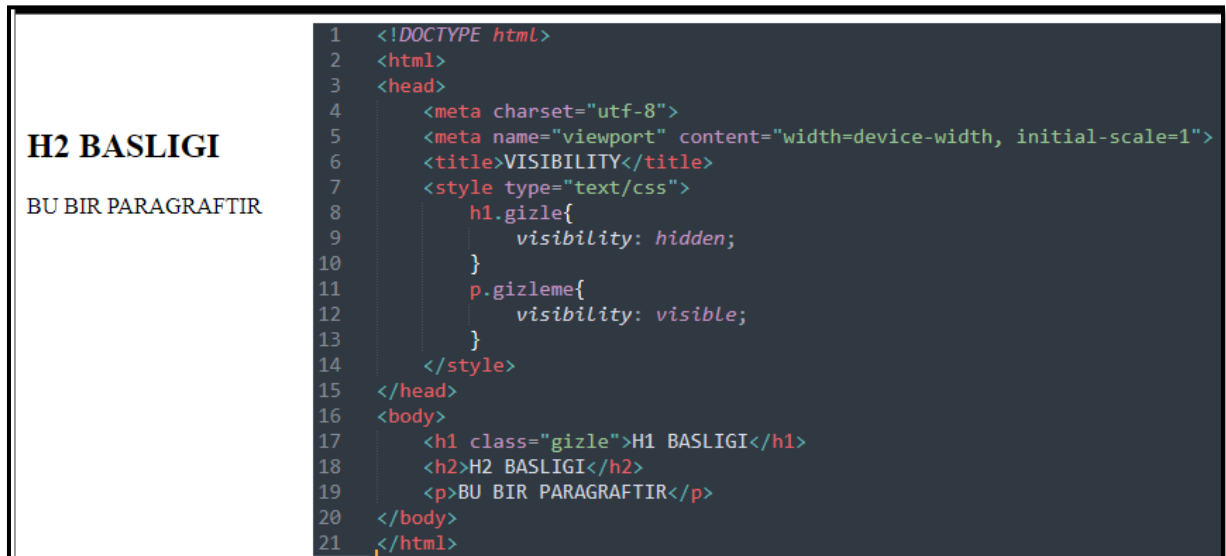 H2 BASLIGI
BU BIR PARAGRAFTIR
1 <!DOCTYPE html>
2 <html>
3 <head>
4     <meta charset="utf-8">
5     <meta name="viewport" content="width=device-width, initial-scale=1">
6     <title>VISIBILITY</title>
7     <style type="text/css">
8         h1.gizle{
9             visibility: hidden;
10         }
11         p.gizleme{
12             visibility: visible;
13         }
14     </style>
15 </head>
16 <body>
17     <h1 class="gizle">H1 BASLIGI</h1>
18     <h2>H2 BASLIGI</h2>
19     <p>BU BIR PARAGRAFTIR</p>
20 </body>
21 </html>